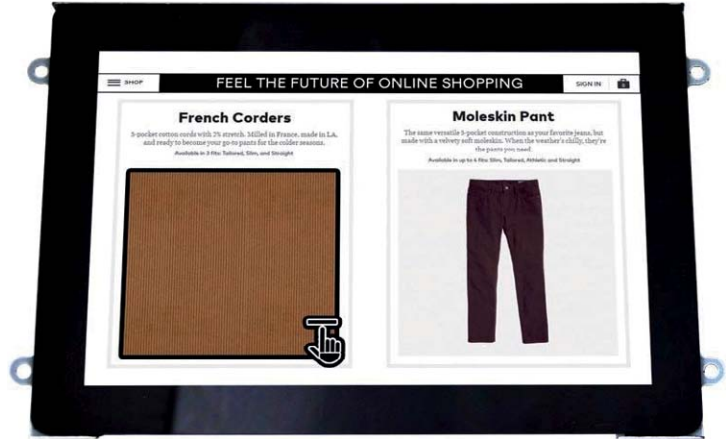 SHOP
FEEL THE FUTURE OF ONLINE SHOPPING
SIGN IN
French Corders
5-pocket cotton cords with 2% stretch. Milled in France, made in LA,
and ready to become your go-to pants for the colder seasons.
Available in 3 fits: Tailored, Slim, and Straight
Moleskin Pant
The same versatile 5-pocket construction as your favorite jeans, but
made with a velvety soft moleskin. When the weather's chilly, they're
the pants you need.
Available in up to 4 fits: Slim, Tailored, Athletic and Straight